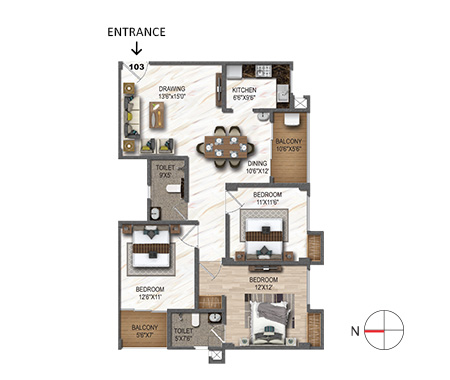 ENTRANCE
103
DRAWING
13'6"x15'0"
KITCHEN
6'6"X9'6"
BALCONY
10'6"X5'6"
DINING
10'6"X12'
TOILET
9'X5'
BEDROOM
11'X11'6"
BEDROOM
12'6"X11'
BEDROOM
12'X12'
BALCONY
5'6"X7'
TOILET
5'X7'6"
N